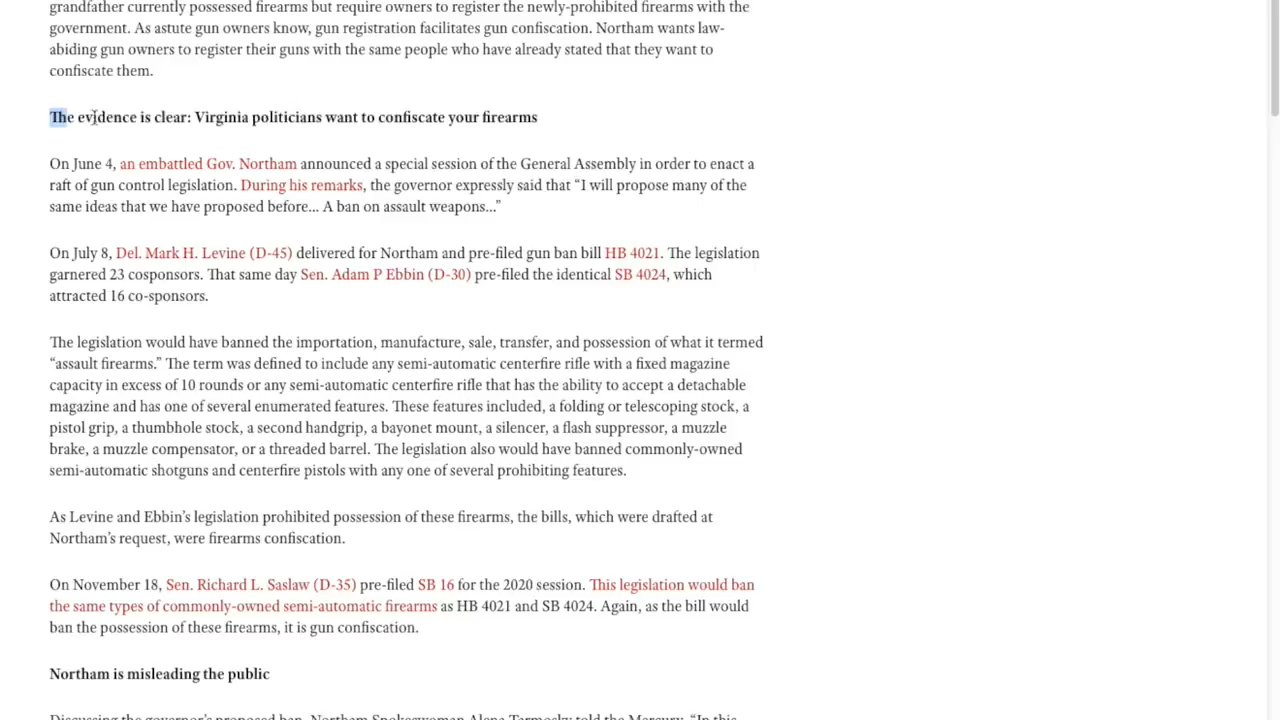 grandfather currently possessed firearms but require owners to register the newly-prohibited firearms with the
government. As astute gun owners know, gun registration facilitates gun confiscation. Northam wants law-
abiding gun owners to register their guns with the same people who have already stated that they want to
confiscate them.
The evidence is clear: Virginia politicians want to confiscate your firearms
On June 4, an embattled Gov. Northam announced a special session of the General Assembly in order to enact a
raft of gun control legislation. During his remarks, the governor expressly said that “I will propose many of the
same ideas that we have proposed before... A ban on assault weapons...”
On July 8, Del. Mark H. Levine (D-45) delivered for Northam and pre-filed gun ban bill HB 4021. The legislation
garnered 23 cosponsors. That same day Sen. Adam P Ebbin (D-30) pre-filed the identical SB 4024, which
attracted 16 co-sponsors.
The legislation would have banned the importation, manufacture, sale, transfer, and possession of what it termed
“assault firearms.” The term was defined to include any semi-automatic centerfire rifle with a fixed magazine
capacity in excess of 10 rounds or any semi-automatic centerfire rifle that has the ability to accept a detachable
magazine and has one of several enumerated features. These features included, a folding or telescoping stock, a
pistol grip, a thumbhole stock, a second handgrip, a bayonet mount, a silencer, a flash suppressor, a muzzle
brake, a muzzle compensator, or a threaded barrel. The legislation also would have banned commonly-owned
semi-automatic shotguns and centerfire pistols with any one of several prohibiting features.
As Levine and Ebbin’s legislation prohibited possession of these firearms, the bills, which were drafted at
Northam’s request, were firearms confiscation.
On November 18, Sen. Richard L. Saslaw (D-35) pre-filed SB 16 for the 2020 session. This legislation would ban
the same types of commonly-owned semi-automatic firearms as HB 4021 and SB 4024. Again, as the bill would
ban the possession of these firearms, it is gun confiscation.
Northam is misleading the public
Discussing the governor’s proposed ban, Northam Spokeswoman Alena Yarmosky told the Mercury, “In this